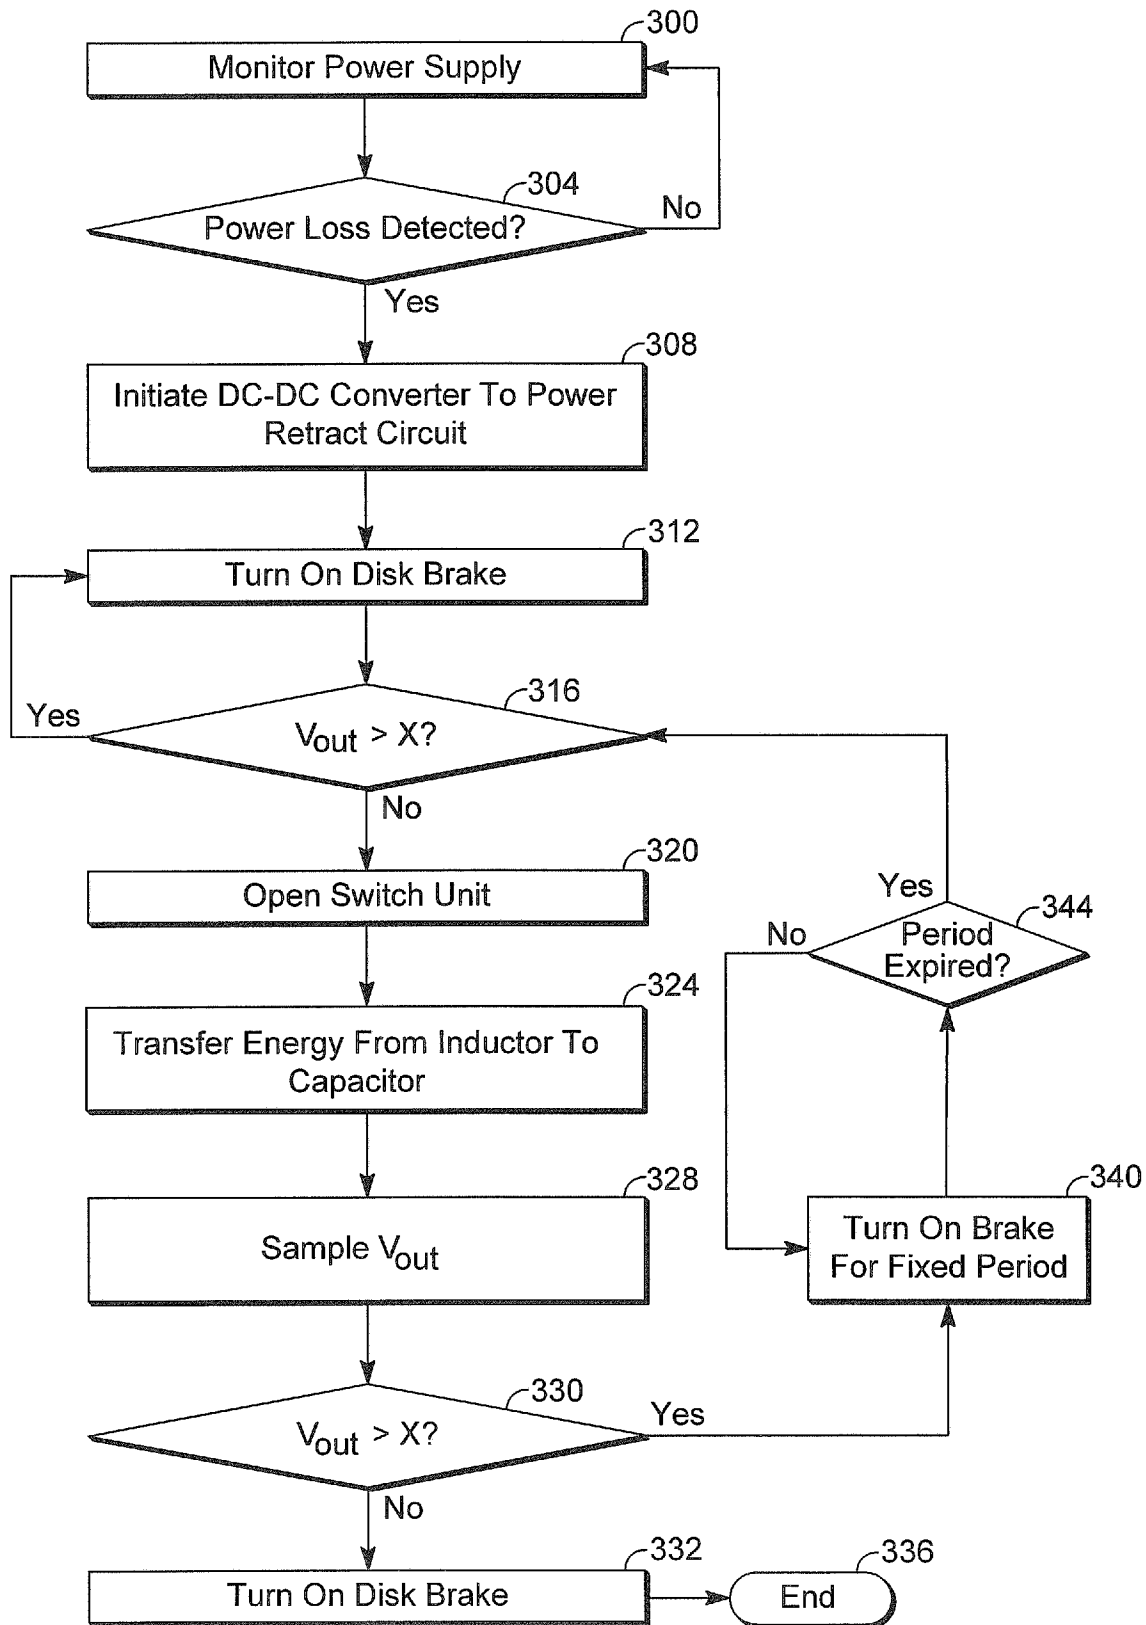 300
Monitor Power Supply
304
Power Loss Detected?
No
Yes
308
Initiate DC-DC Converter To Power
Retract Circuit
312
Turn On Disk Brake
316
Yes
Vout > X?
No
320
Open Switch Unit
Yes
344
No
Period
Expired?
324
Transfer Energy From Inductor To
Capacitor
328
Sample Vout
340
Turn On Brake
For Fixed Period
330
Vout > X?
Yes
No
332
Turn On Disk Brake
336
End